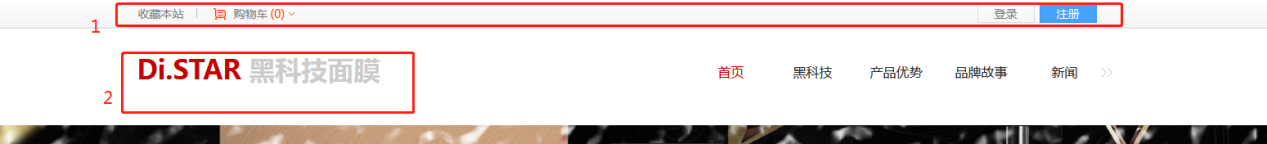 收藏本站 | 购物车 (0) 登录 注册
1
Di.STAR 黑科技面膜 首页 黑科技 产品优势 品牌故事 新闻 >>
2